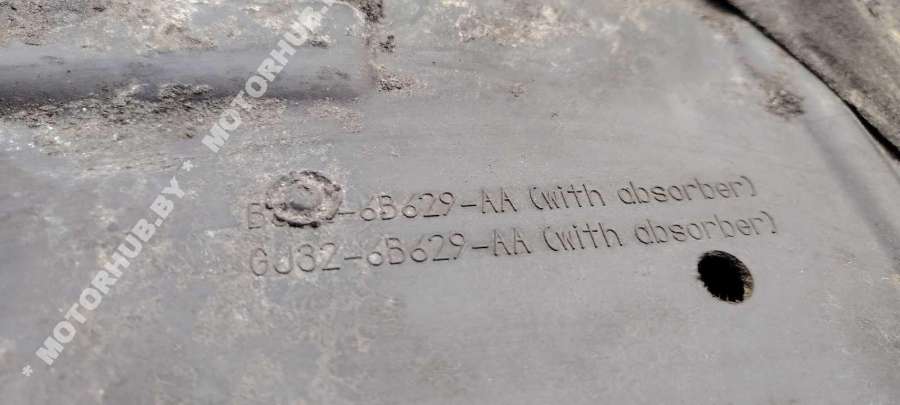 * MOTORHUB.BY * MOTORHUB.BY
-6B629-AA (with absorber)
GJ32-6B629-AA (with absorber)